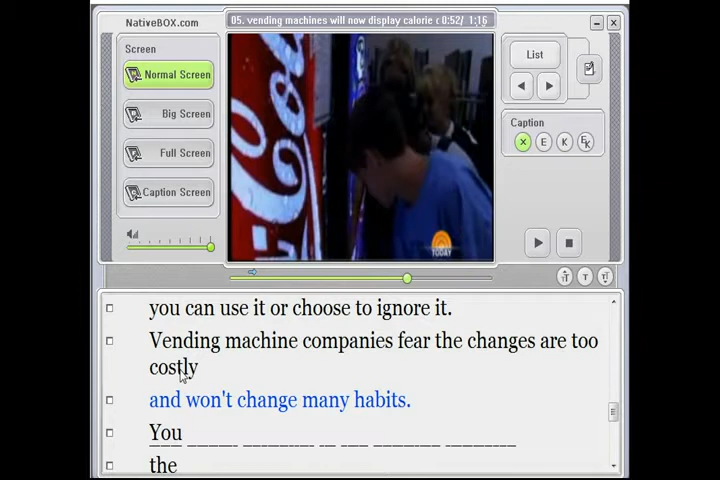 NativeBOX.com
05. vending machines will now display calorie c 0:52/ 1:16
Screen
Normal Screen
Big Screen
Full Screen
Caption Screen
List
Caption
X E K EK
TODAY
T T T
you can use it or choose to ignore it.
Vending machine companies fear the changes are too
costly
and won't change many habits.
You
the